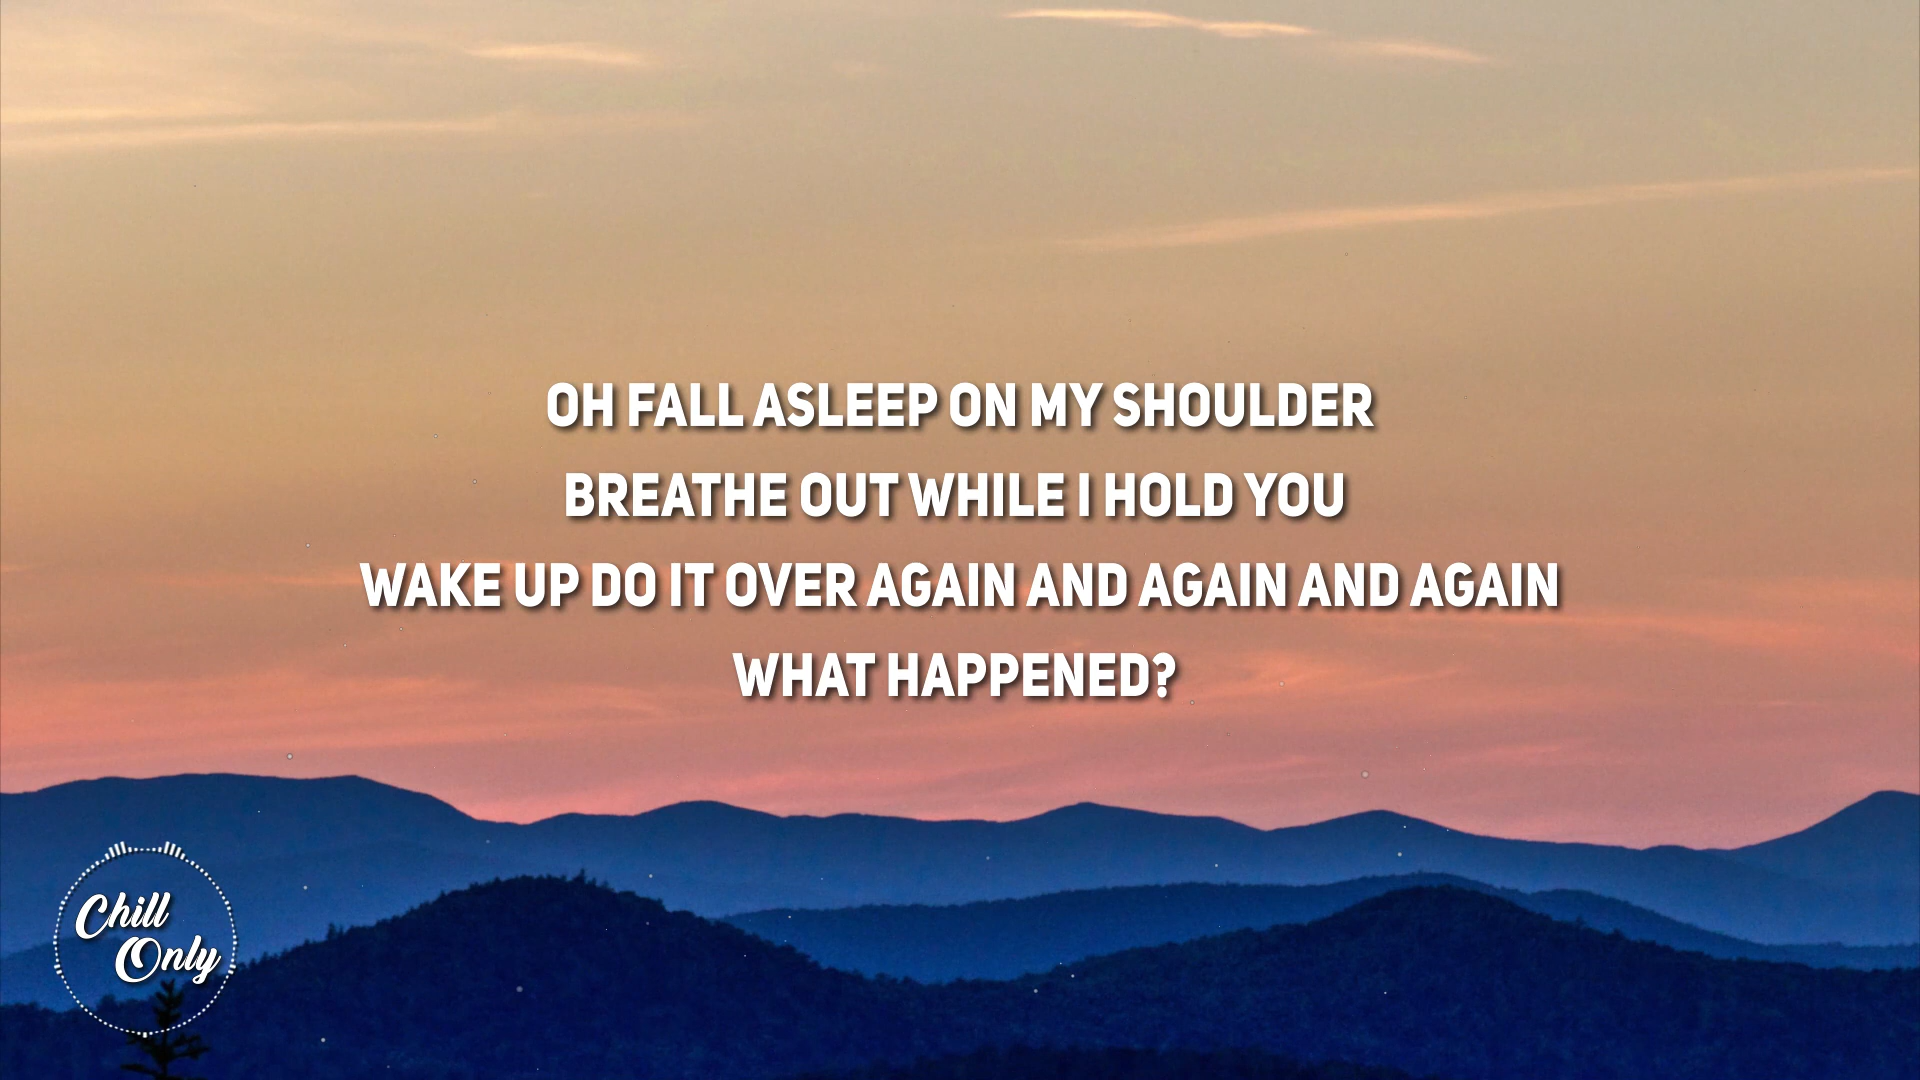 OH FALL ASLEEP ON MY SHOULDER
BREATHE OUT WHILE I HOLD YOU
WAKE UP DO IT OVER AGAIN AND AGAIN AND AGAIN
WHAT HAPPENED?
Chill
Only